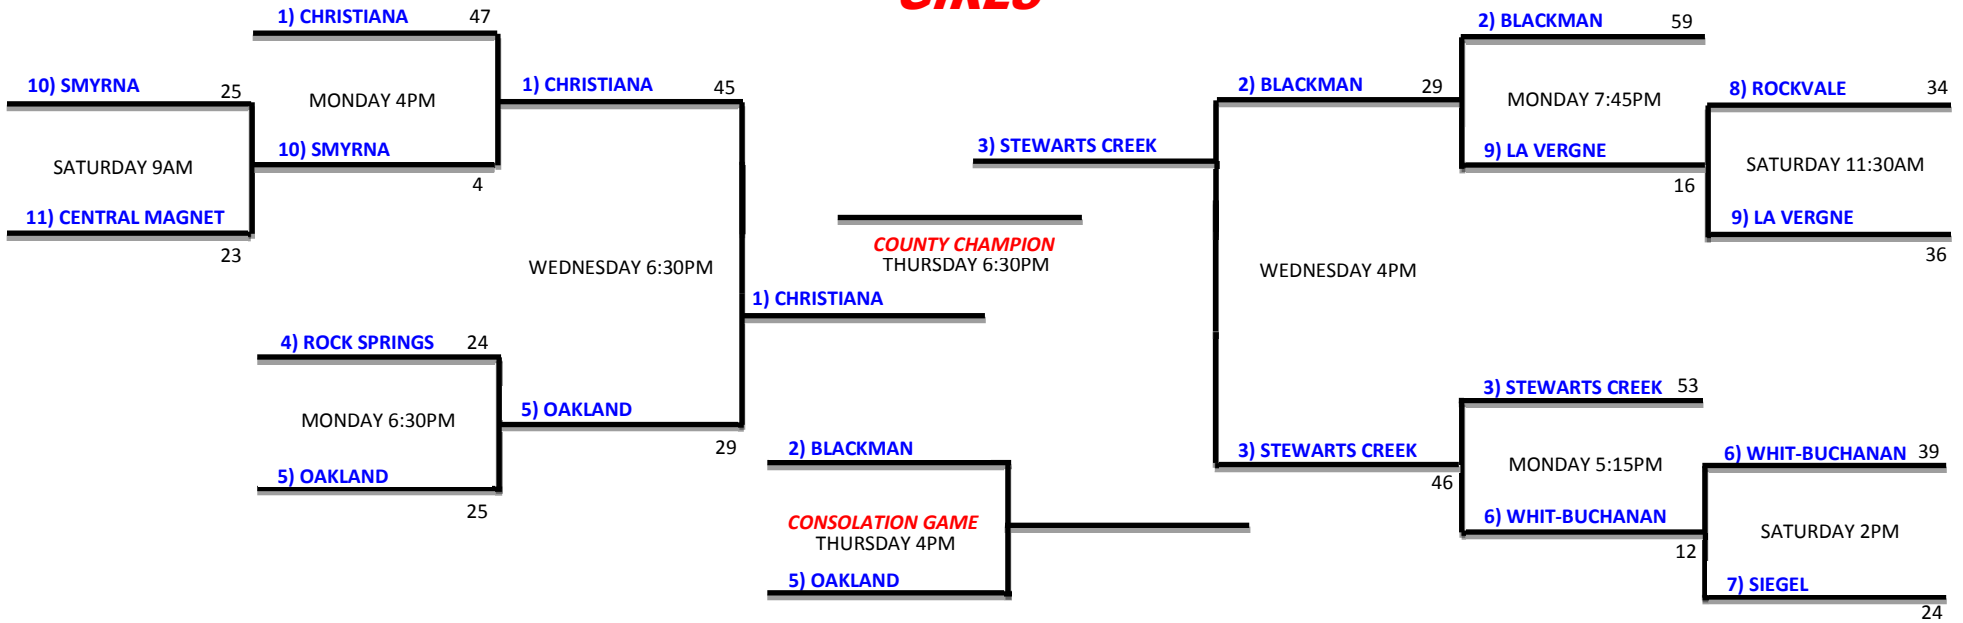 GIRLS
1) CHRISTIANA 47
10) SMYRNA 25
MONDAY 4PM
1) CHRISTIANA 45
SATURDAY 9AM
10) SMYRNA
4
11) CENTRAL MAGNET
23
WEDNESDAY 6:30PM
4) ROCK SPRINGS 24
MONDAY 6:30PM
5) OAKLAND
29
5) OAKLAND
25
3) STEWARTS CREEK
COUNTY CHAMPION
THURSDAY 6:30PM
1) CHRISTIANA
2) BLACKMAN
CONSOLATION GAME
THURSDAY 4PM
5) OAKLAND
2) BLACKMAN 59
2) BLACKMAN 29
MONDAY 7:45PM
8) ROCKVALE 34
9) LA VERGNE
16
SATURDAY 11:30AM
9) LA VERGNE
36
WEDNESDAY 4PM
3) STEWARTS CREEK 53
3) STEWARTS CREEK
46
MONDAY 5:15PM
6) WHIT-BUCHANAN 39
6) WHIT-BUCHANAN
12
SATURDAY 2PM
7) SIEGEL
24